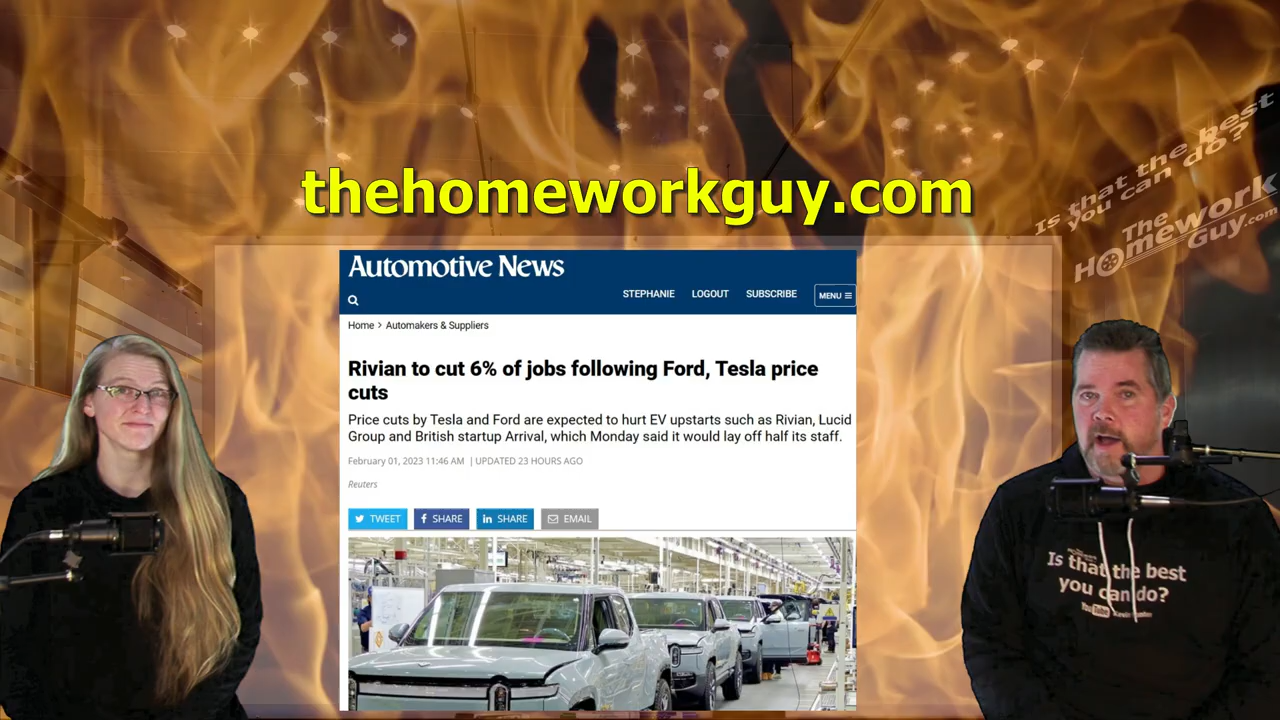 thehomeworkguy.com
Is that the best
you can do?
The
Homework
Guy.com
Automotive News
STEPHANIE LOGOUT SUBSCRIBE MENU
Home > Automakers & Suppliers
Rivian to cut 6% of jobs following Ford, Tesla price
cuts
Price cuts by Tesla and Ford are expected to hurt EV upstarts such as Rivian, Lucid
Group and British startup Arrival, which Monday said it would lay off half its staff.
February 01, 2023 11:46 AM | UPDATED 23 HOURS AGO
Reuters
TWEET SHARE SHARE EMAIL
Is that the best
you can do?
YouTube Kevin